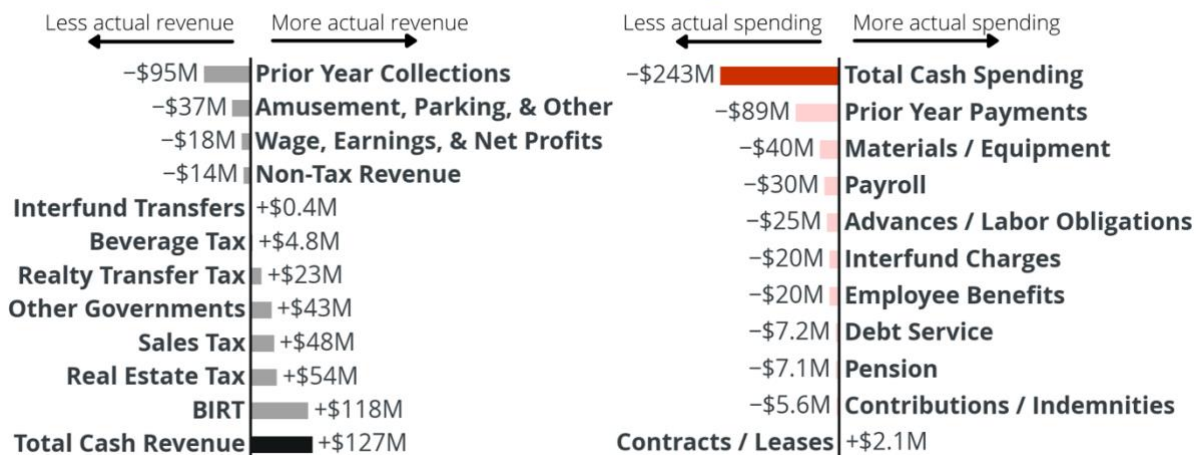 Less actual revenue
More actual revenue
−$95M Prior Year Collections
−$37M Amusement, Parking, & Other
−$18M Wage, Earnings, & Net Profits
−$14M Non-Tax Revenue
Interfund Transfers +$0.4M
Beverage Tax +$4.8M
Realty Transfer Tax +$23M
Other Governments +$43M
Sales Tax +$48M
Real Estate Tax +$54M
BIRT +$118M
Total Cash Revenue +$127M
Less actual spending
More actual spending
−$243M Total Cash Spending
−$89M Prior Year Payments
−$40M Materials / Equipment
−$30M Payroll
−$25M Advances / Labor Obligations
−$20M Interfund Charges
−$20M Employee Benefits
−$7.2M Debt Service
−$7.1M Pension
−$5.6M Contributions / Indemnities
Contracts / Leases +$2.1M